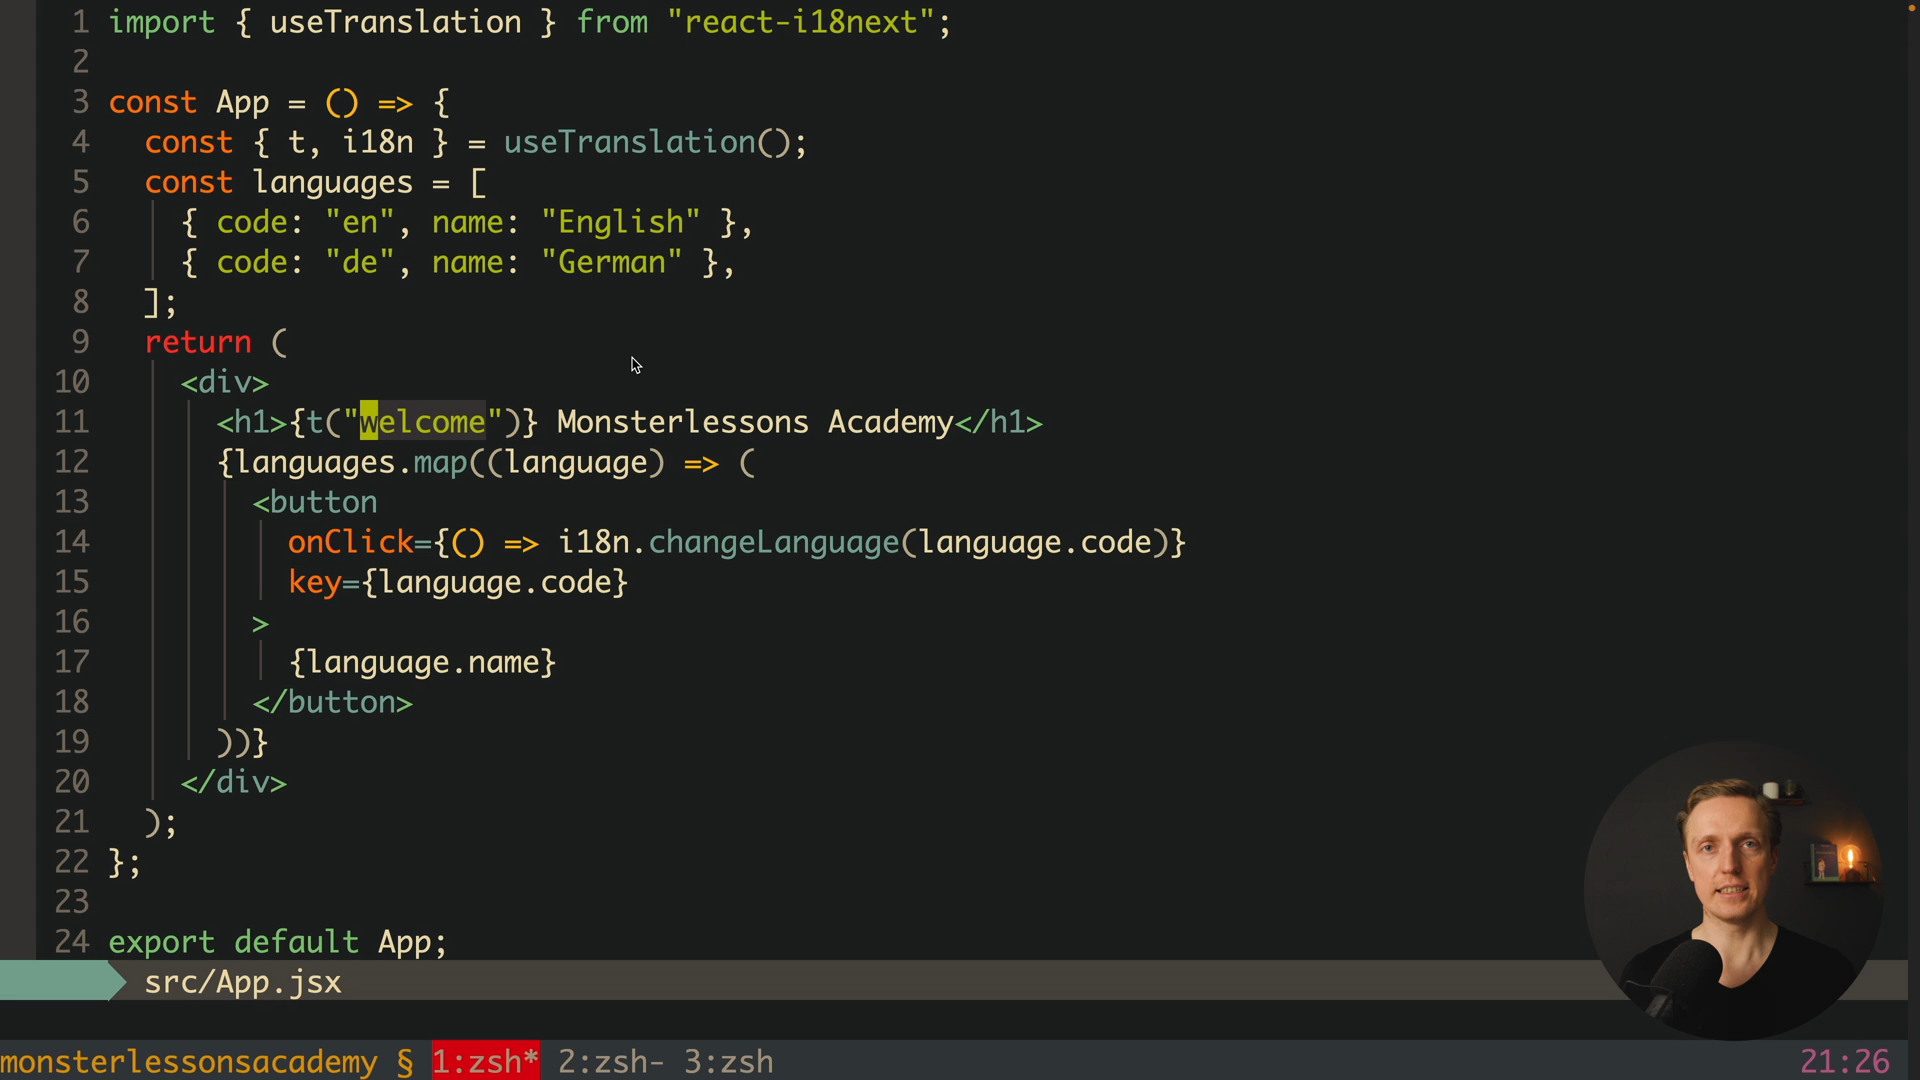 1 import { useTranslation } from "react-i18next";
2
3 const App = () => {
4   const { t, i18n } = useTranslation();
5   const languages = [
6     { code: "en", name: "English" },
7     { code: "de", name: "German" },
8   ];
9   return (
10     <div>
11       <h1>{t("welcome")} Monsterlessons Academy</h1>
12       {languages.map((language) => (
13         <button
14           onClick={() => i18n.changeLanguage(language.code)}
15           key={language.code}
16         >
17           {language.name}
18         </button>
19       ))}
20     </div>
21   );
22 };
23
24 export default App;
src/App.jsx
monsterlessonsacademy § 1:zsh* 2:zsh- 3:zsh 21:26